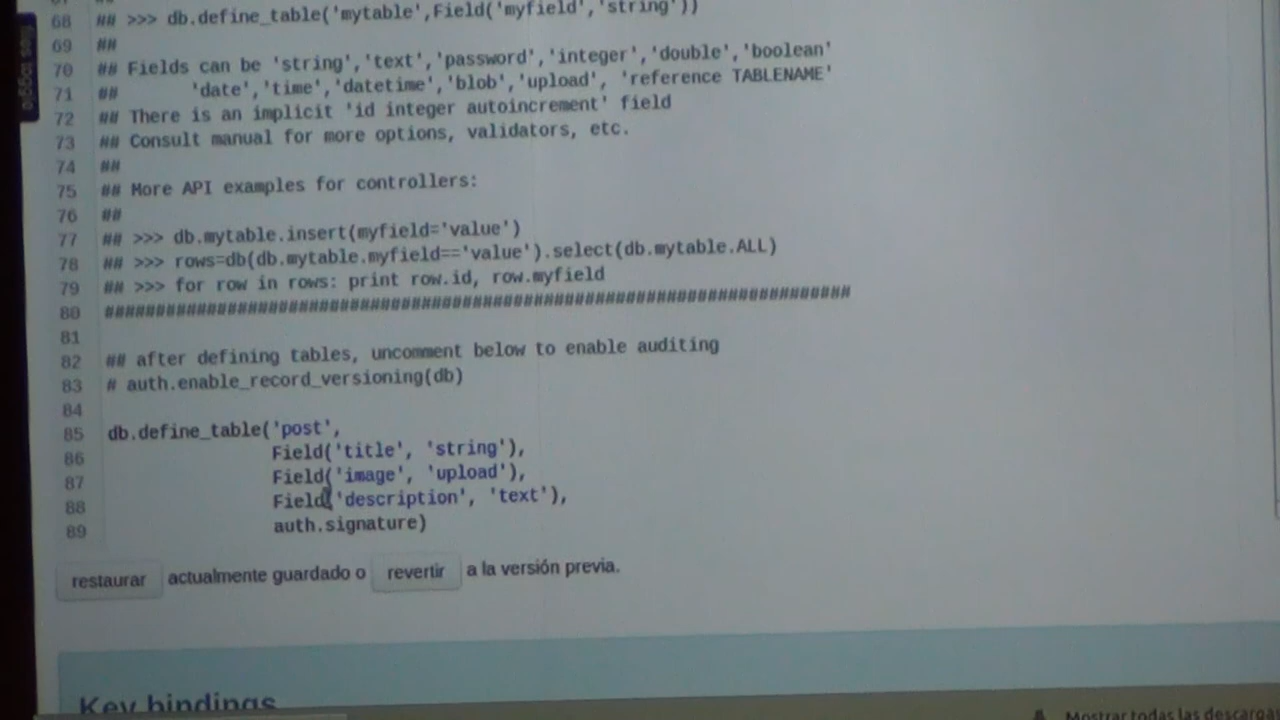 68 ## >>> db.define_table('mytable',Field('myfield','string'))
69 ##
70 ## Fields can be 'string','text','password','integer','double','boolean'
71 ##       'date','time','datetime','blob','upload', 'reference TABLENAME'
72 ## There is an implicit 'id integer autoincrement' field
73 ## Consult manual for more options, validators, etc.
74 ##
75 ## More API examples for controllers:
76 ##
77 ## >>> db.mytable.insert(myfield='value')
78 ## >>> rows=db(db.mytable.myfield=='value').select(db.mytable.ALL)
79 ## >>> for row in rows: print row.id, row.myfield
80 #########################################################################
81
82 ## after defining tables, uncomment below to enable auditing
83 # auth.enable_record_versioning(db)
84
85 db.define_table('post',
86                 Field('title', 'string'),
87                 Field('image', 'upload'),
88                 Field('description', 'text'),
89                 auth.signature)
restaurar actualmente guardado o revertir a la versión previa.
Key bindings
Mostrar todas las descargas